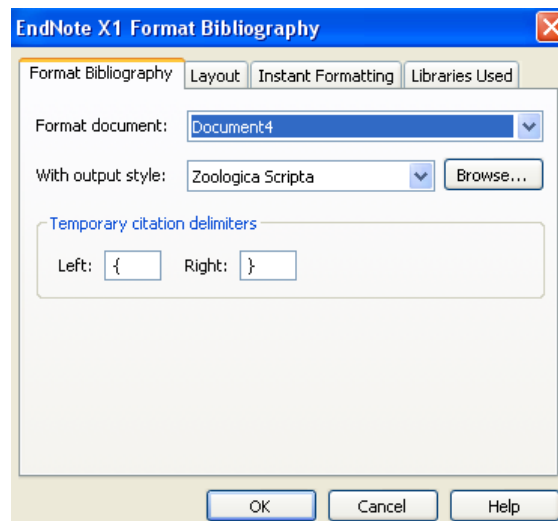 EndNote X1 Format Bibliography
Format Bibliography Layout Instant Formatting Libraries Used
Format document: Document4
With output style: Zoologica Scripta Browse...
Temporary citation delimiters
Left: { Right: }
OK Cancel Help